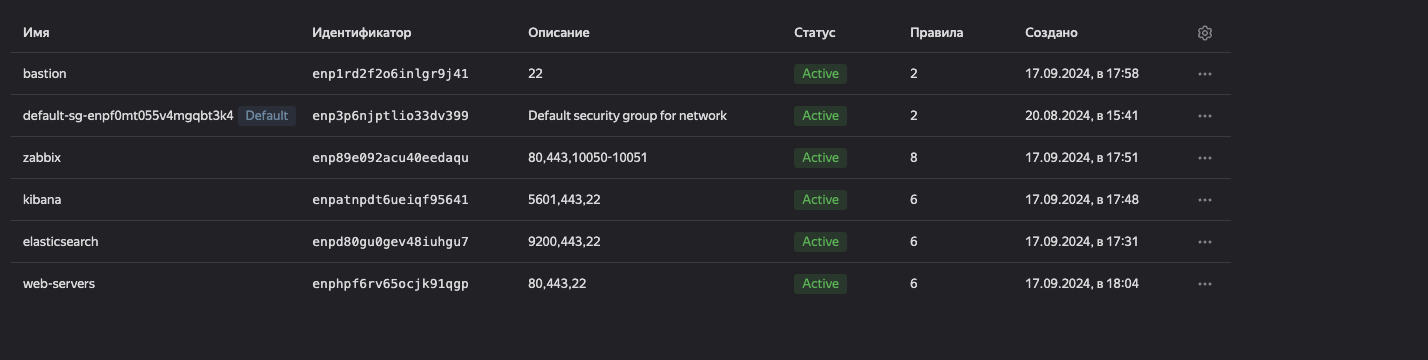 Имя Идентификатор Описание Статус Правила Создано
bastion enp1rd2f2o6inlgr9j41 22 Active 2 17.09.2024, в 17:58
default-sg-enpf0mt055v4mgqbt3k4 Default enp3p6njptlio33dv399 Default security group for network Active 2 20.08.2024, в 15:41
zabbix enp89e092acu40eedaqu 80,443,10050-10051 Active 8 17.09.2024, в 17:51
kibana enpatnpdt6ueiqf95641 5601,443,22 Active 6 17.09.2024, в 17:48
elasticsearch enpd80gu0gev48iuhgu7 9200,443,22 Active 6 17.09.2024, в 17:31
web-servers enphpf6rv65ocjk91qgp 80,443,22 Active 6 17.09.2024, в 18:04